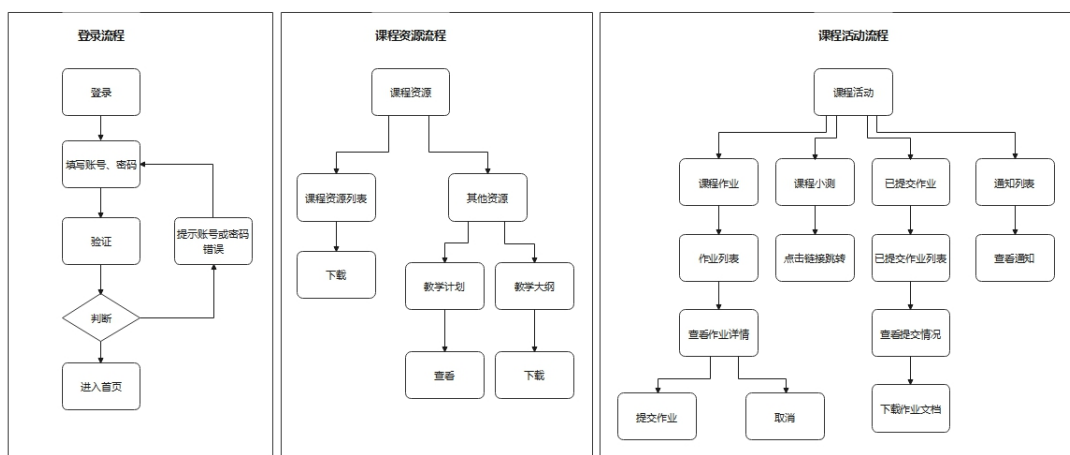 登录流程
登录
填写账号、密码
验证
提示账号或密码
错误
判断
进入首页
课程资源流程
课程资源
课程资源列表
其他资源
下载
教学计划
教学大纲
查看
下载
课程活动流程
课程活动
课程作业
课程小测
已提交作业
通知列表
作业列表
点击链接跳转
已提交作业列表
查看通知
查看作业详情
查看提交情况
提交作业
取消
下载作业文档